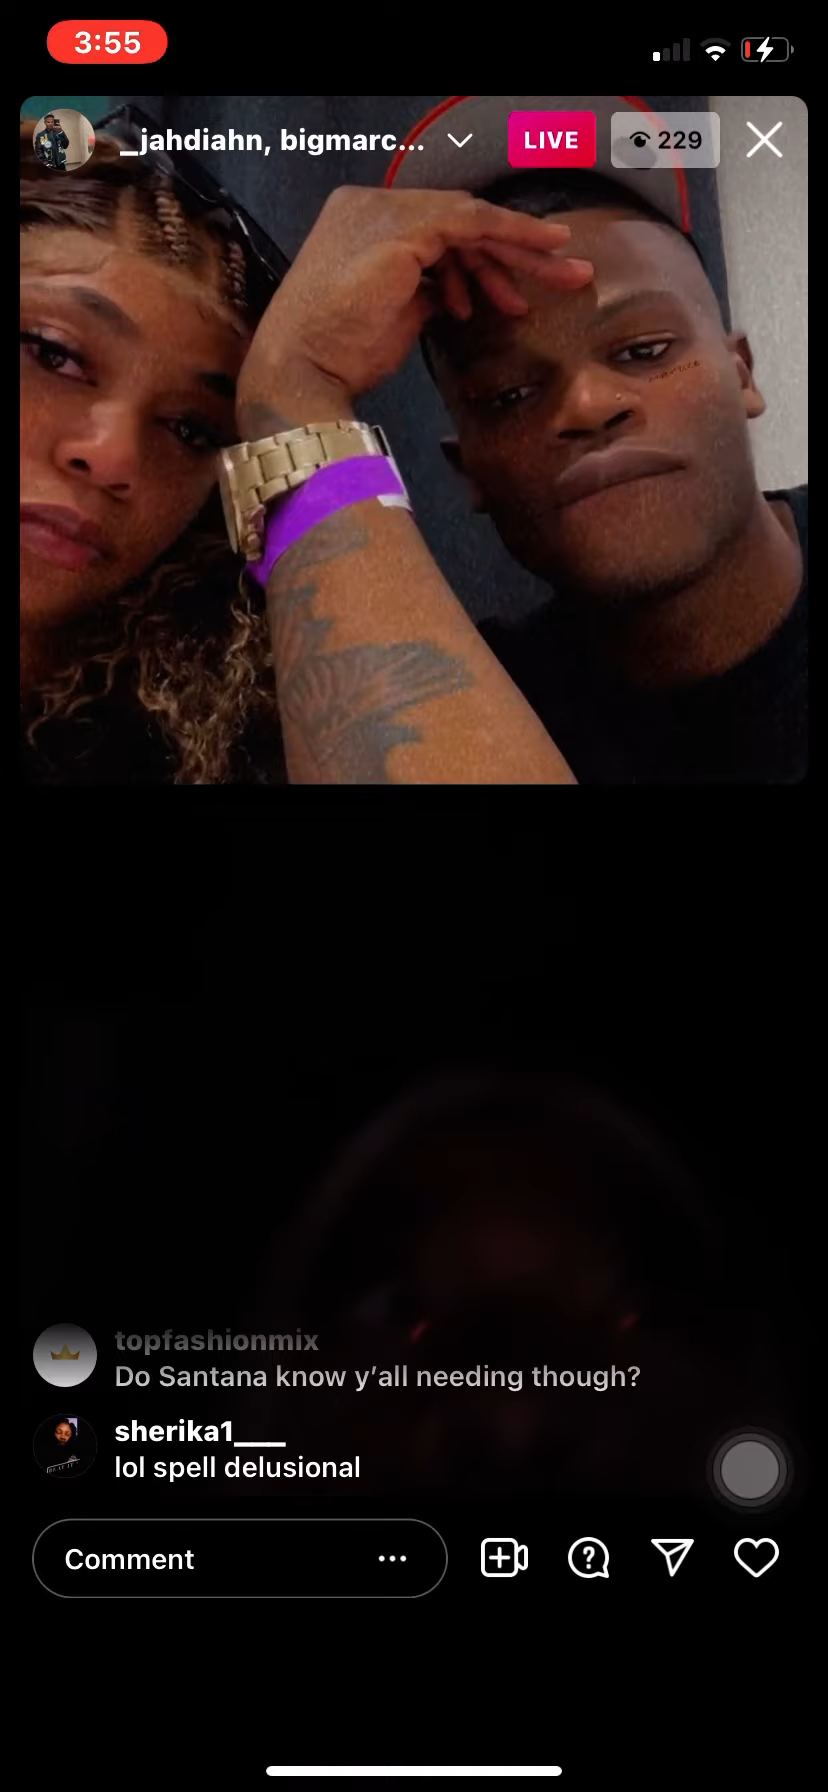 3:55
_jahdiahn, bigmarc...
LIVE
229
topfashionmix
Do Santana know y’all needing though?
sherika1___
lol spell delusional
Comment